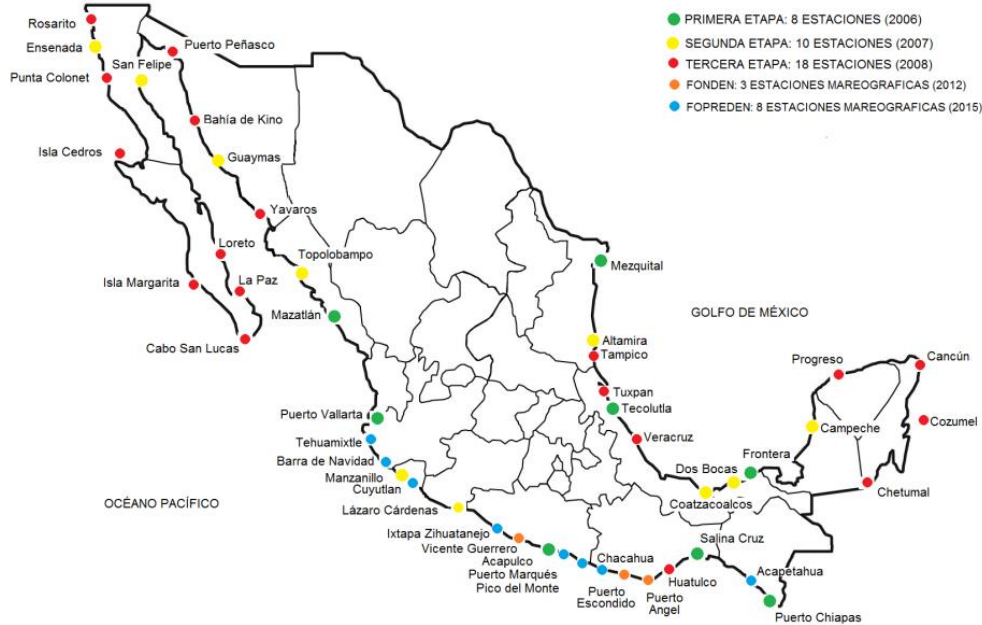 PRIMERA ETAPA: 8 ESTACIONES (2006)
SEGUNDA ETAPA: 10 ESTACIONES (2007)
TERCERA ETAPA: 18 ESTACIONES (2008)
FONDEN: 3 ESTACIONES MAREOGRAFICAS (2012)
FOPREDEN: 8 ESTACIONES MAREOGRAFICAS (2015)
Rosarito
Ensenada
Puerto Peñasco
San Felipe
Punta Colonet
Bahía de Kino
Isla Cedros
Guaymas
Yavaros
Loreto
Topolobampo
Isla Margarita
La Paz
Mazatlán
Cabo San Lucas
Mezquital
GOLFO DE MÉXICO
Altamira
Tampico
Progreso
Cancún
Tuxpan
Tecolutla
Puerto Vallarta
Campeche
Cozumel
Tehuamixtle
Veracruz
Barra de Navidad
Frontera
Manzanillo
Dos Bocas
Cuyutlan
Chetumal
OCÉANO PACÍFICO
Coatzacoalcos
Lázaro Cárdenas
Ixtapa Zihuatanejo
Salina Cruz
Vicente Guerrero
Acapulco
Chacahua
Puerto Marqués
Pico del Monte
Huatulco
Acapetahua
Puerto
Escondido
Puerto
Angel
Puerto Chiapas